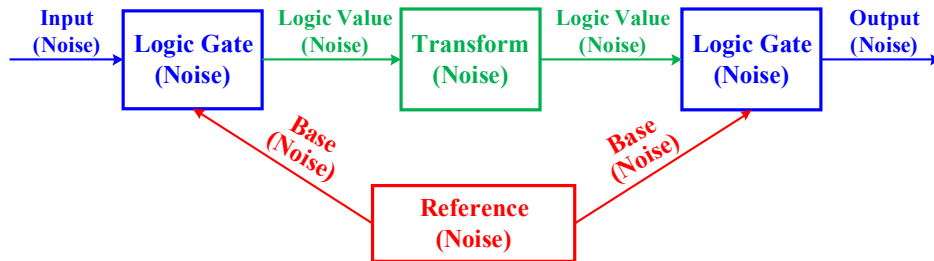 Input
(Noise)
Logic Gate
(Noise)
Logic Value
(Noise)
Transform
(Noise)
Logic Value
(Noise)
Logic Gate
(Noise)
Output
(Noise)
Base
(Noise)
Base
(Noise)
Reference
(Noise)